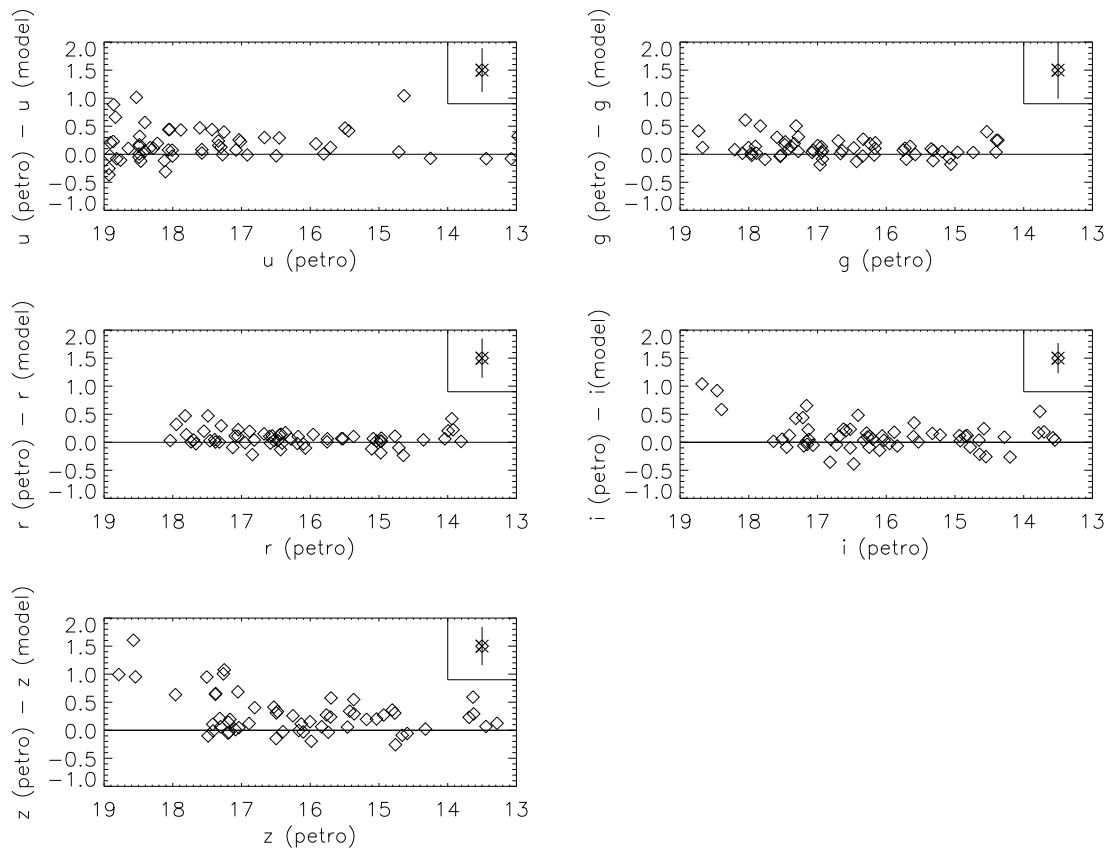 u (petro) − u (model)
2.0
1.5
1.0
0.5
0.0
−0.5
−1.0
19 18 17 16 15 14 13
u (petro)
g (petro) − g (model)
2.0
1.5
1.0
0.5
0.0
−0.5
−1.0
19 18 17 16 15 14 13
g (petro)
r (petro) − r (model)
2.0
1.5
1.0
0.5
0.0
−0.5
−1.0
19 18 17 16 15 14 13
r (petro)
i (petro) − i(model)
2.0
1.5
1.0
0.5
0.0
−0.5
−1.0
19 18 17 16 15 14 13
i (petro)
z (petro) − z (model)
2.0
1.5
1.0
0.5
0.0
−0.5
−1.0
19 18 17 16 15 14 13
z (petro)